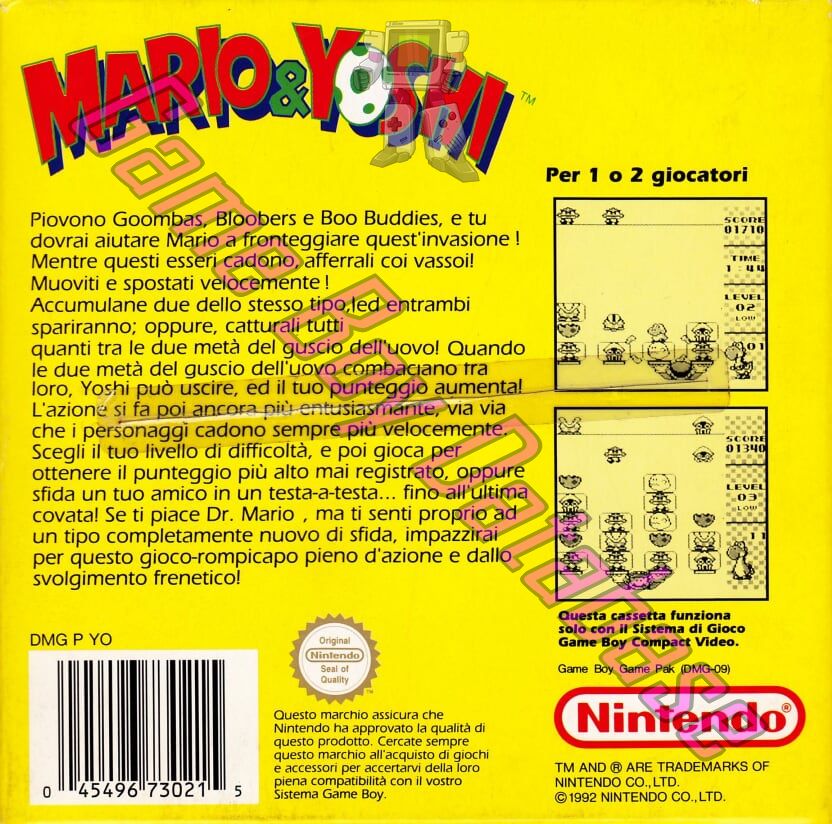 MARIO & YOSHI ™
Per 1 o 2 giocatori
Piovono Goombas, Bloobers e Boo Buddies, e tu
dovrai aiutare Mario a fronteggiare quest'invasione !
Mentre questi esseri cadono, afferrali coi vassoi!
Muoviti e spostati velocemente !
Accumulane due dello stesso tipo,led entrambi
spariranno; oppure, catturali tutti
quanti tra le due metà del guscio dell'uovo! Quando
le due metà del guscio dell'uovo combaciano tra
loro, Yoshi può uscire, ed il tuo punteggio aumenta!
L'azione si fa poi ancora più entusiasmante, via via
che i personaggi cadono sempre più velocemente.
Scegli il tuo livello di difficoltà, e poi gioca per
ottenere il punteggio più alto mai registrato, oppure
sfida un tuo amico in un testa-a-testa... fino all'ultima
covata! Se ti piace Dr. Mario , ma ti senti proprio ad
un tipo completamente nuovo di sfida, impazzirai
per questo gioco-rompicapo pieno d'azione e dallo
svolgimento frenetico!
SCORE
01710
TIME
1:44
LEVEL
02
LOW
01
SCORE
01340
LEVEL
03
LOW
11
Questa cassetta funziona
solo con il Sistema di Gioco
Game Boy Compact Video.
Game Boy Game Pak (DMG-09)
Nintendo®
TM AND ® ARE TRADEMARKS OF
NINTENDO CO., LTD.
©1992 NINTENDO CO., LTD.
DMG P YO
0 45496 73021 5
Original
Nintendo
Seal of
Quality
TM
Questo marchio assicura che
Nintendo ha approvato la qualità di
questo prodotto. Cercate sempre
questo marchio all'acquisto di giochi
e accessori per accertarvi della loro
piena compatibilità con il vostro
Sistema Game Boy.
Game Boy Database